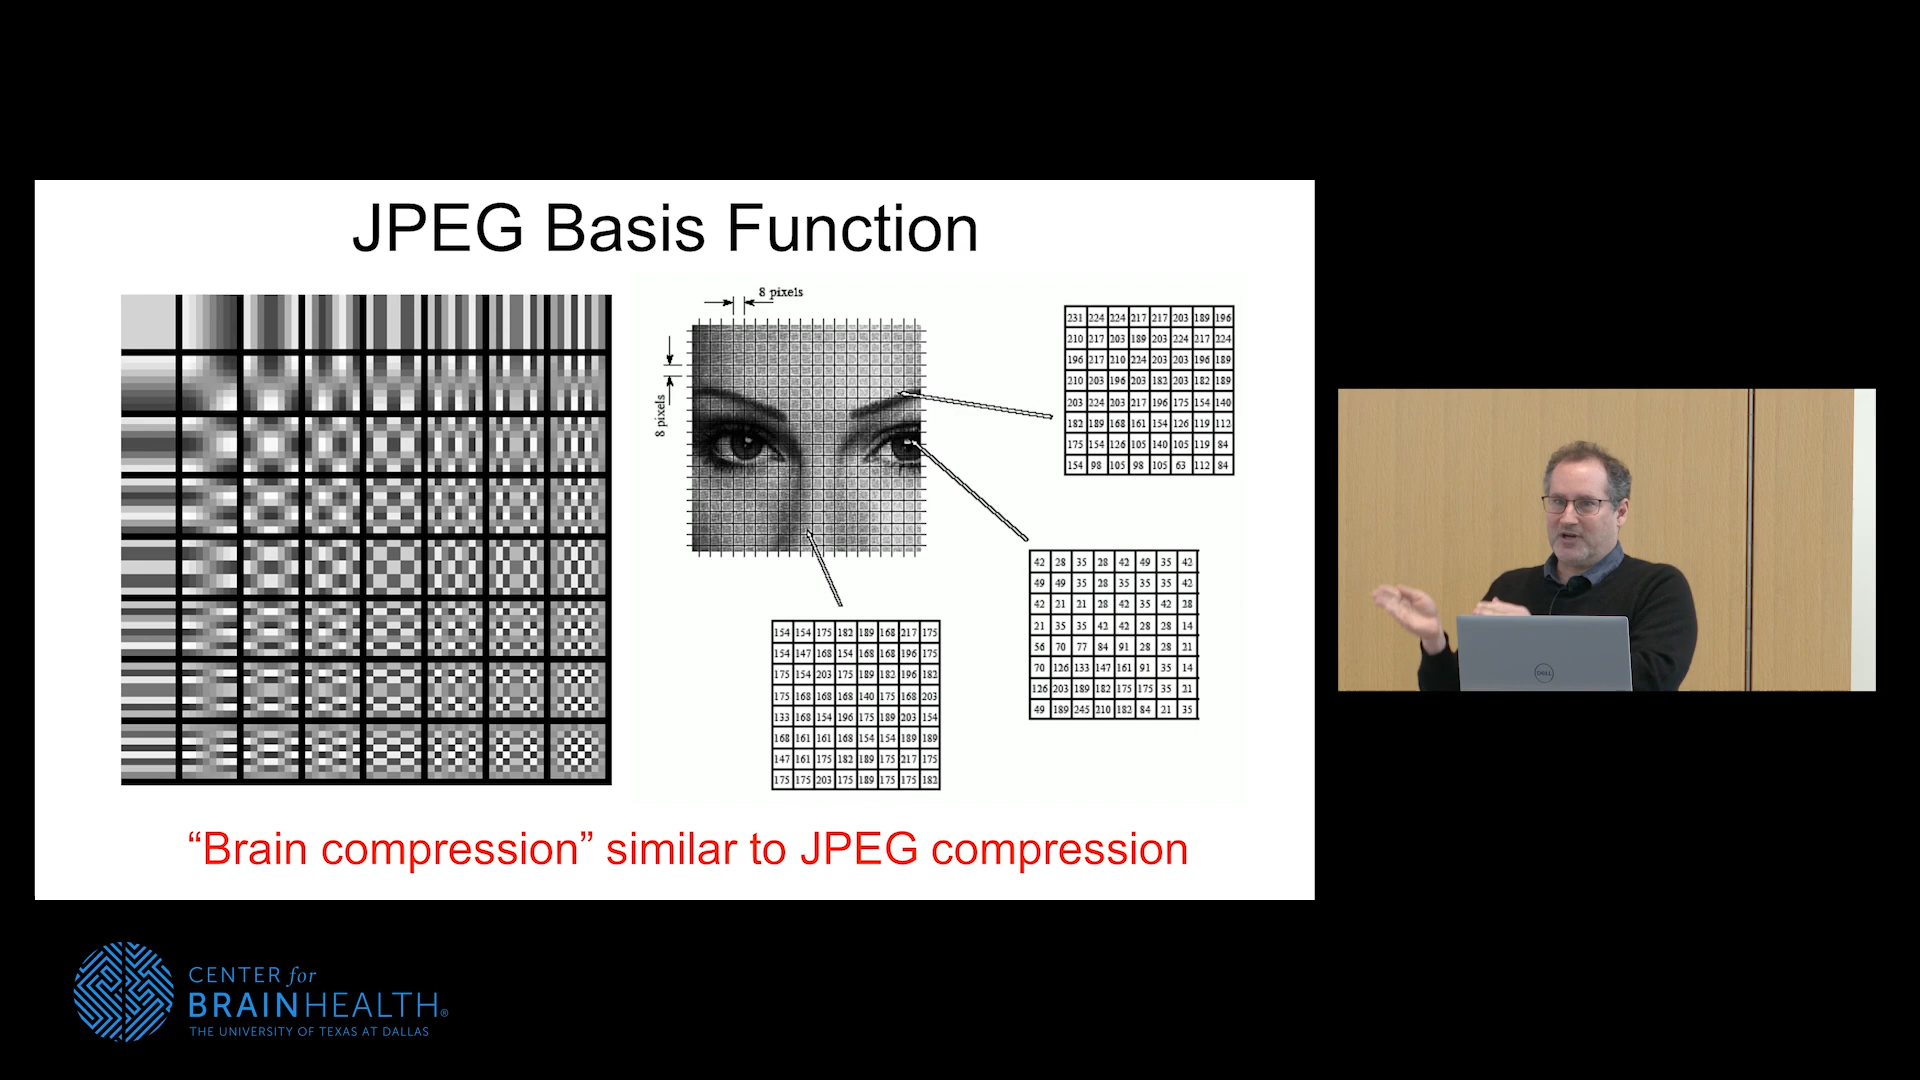 JPEG Basis Function
8 pixels
8 pixels
231 224 224 217 217 203 189 196
210 217 203 189 203 224 217 224
196 217 210 224 203 203 196 189
210 203 196 203 182 203 182 189
203 224 203 217 196 175 154 140
182 189 168 161 154 126 119 112
175 154 126 105 140 105 119 84
154 98 105 98 105 63 112 84
42 28 35 28 42 49 35 42
49 49 35 28 35 35 35 42
42 21 21 28 42 35 42 28
21 35 35 42 42 28 28 14
56 70 77 84 91 28 28 21
70 126 133 147 161 91 35 14
126 203 189 182 175 175 35 21
49 189 245 210 182 84 21 35
154 154 175 182 189 168 217 175
154 147 168 154 168 168 196 175
175 154 203 175 189 182 196 182
175 168 168 168 140 175 168 203
133 168 154 196 175 189 203 154
168 161 161 168 154 154 189 189
147 161 175 182 189 175 217 175
175 175 203 175 189 175 175 182
“Brain compression” similar to JPEG compression
DELL
CENTER for
BRAINHEALTH®
THE UNIVERSITY OF TEXAS AT DALLAS